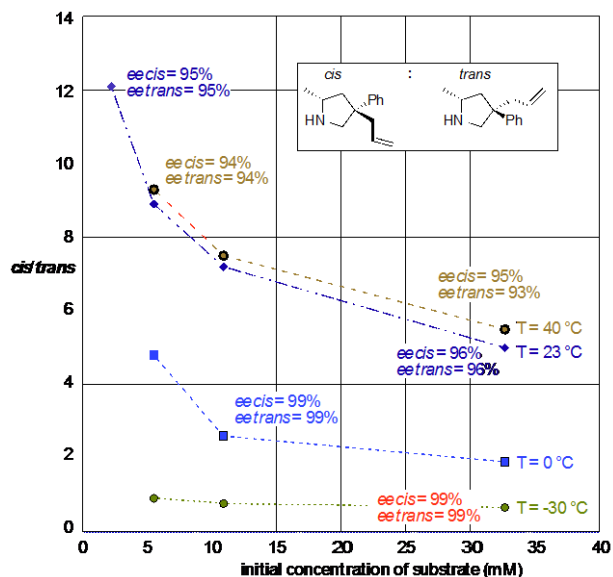 14
12
10
8
6
4
2
0
cis/trans
0 5 10 15 20 25 30 35 40
initial concentration of substrate (mM)
cis : trans
Ph
HN
HN
Ph
ee cis = 95%
ee trans = 95%
ee cis = 94%
ee trans = 94%
ee cis = 95%
ee trans = 93%
T = 40 °C
T = 23 °C
ee cis = 96%
ee trans = 96%
ee cis = 99%
ee trans = 99%
T = 0 °C
ee cis = 99%
ee trans = 99%
T = -30 °C